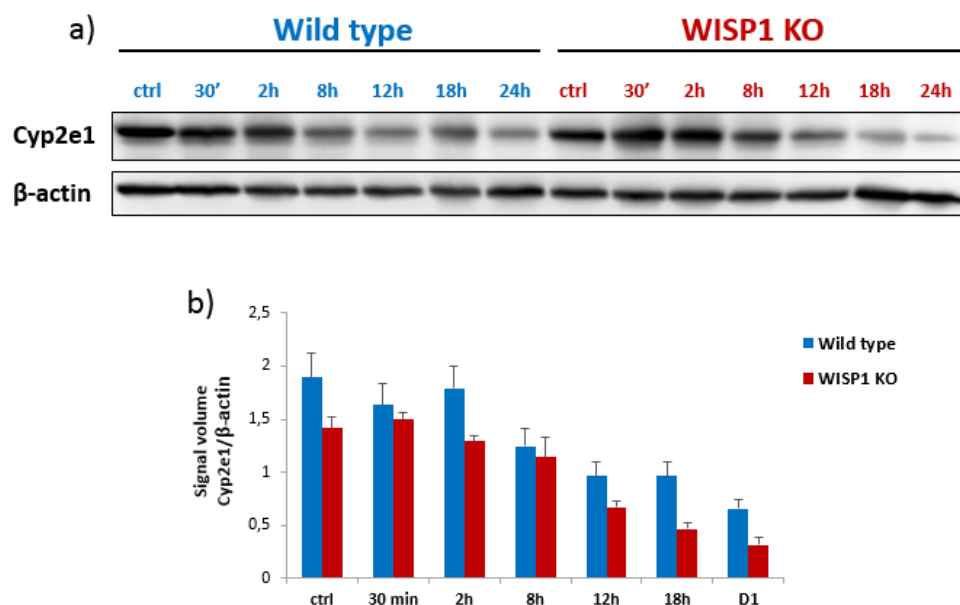 a)
Wild type WISP1 KO
ctrl 30’ 2h 8h 12h 18h 24h ctrl 30’ 2h 8h 12h 18h 24h
Cyp2e1
β-actin
b)
Signal volume
Cyp2e1/β-actin
2,5
2
1,5
1
0,5
0
ctrl 30 min 2h 8h 12h 18h D1
Wild type
WISP1 KO